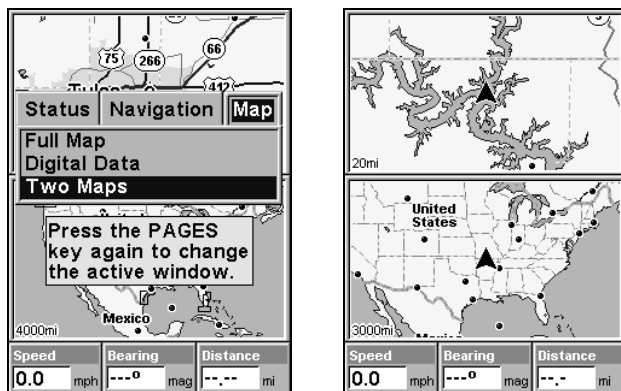 75
266
66
412
Status Navigation Map
Full Map
Digital Data
Two Maps
Press the PAGES
key again to change
the active window.
Mexico
4000mi
Speed Bearing Distance
0.0 mph ---° mag --.-- mi
20mi
United
States
3000mi
Speed Bearing Distance
0.0 mph ---° mag --.-- mi